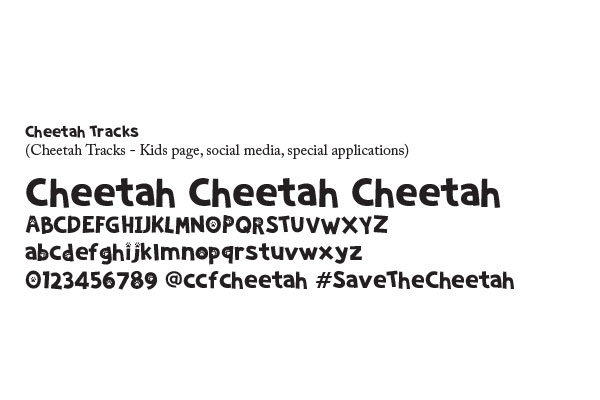 Cheetah Tracks
(Cheetah Tracks - Kids page, social media, special applications)
Cheetah Cheetah Cheetah
ABCDEFGHIJKLMNOPQRSTUVWXYZ
abcdefghijklmnopqrstuvwxyz
0123456789 @ccfcheetah #SaveTheCheetah